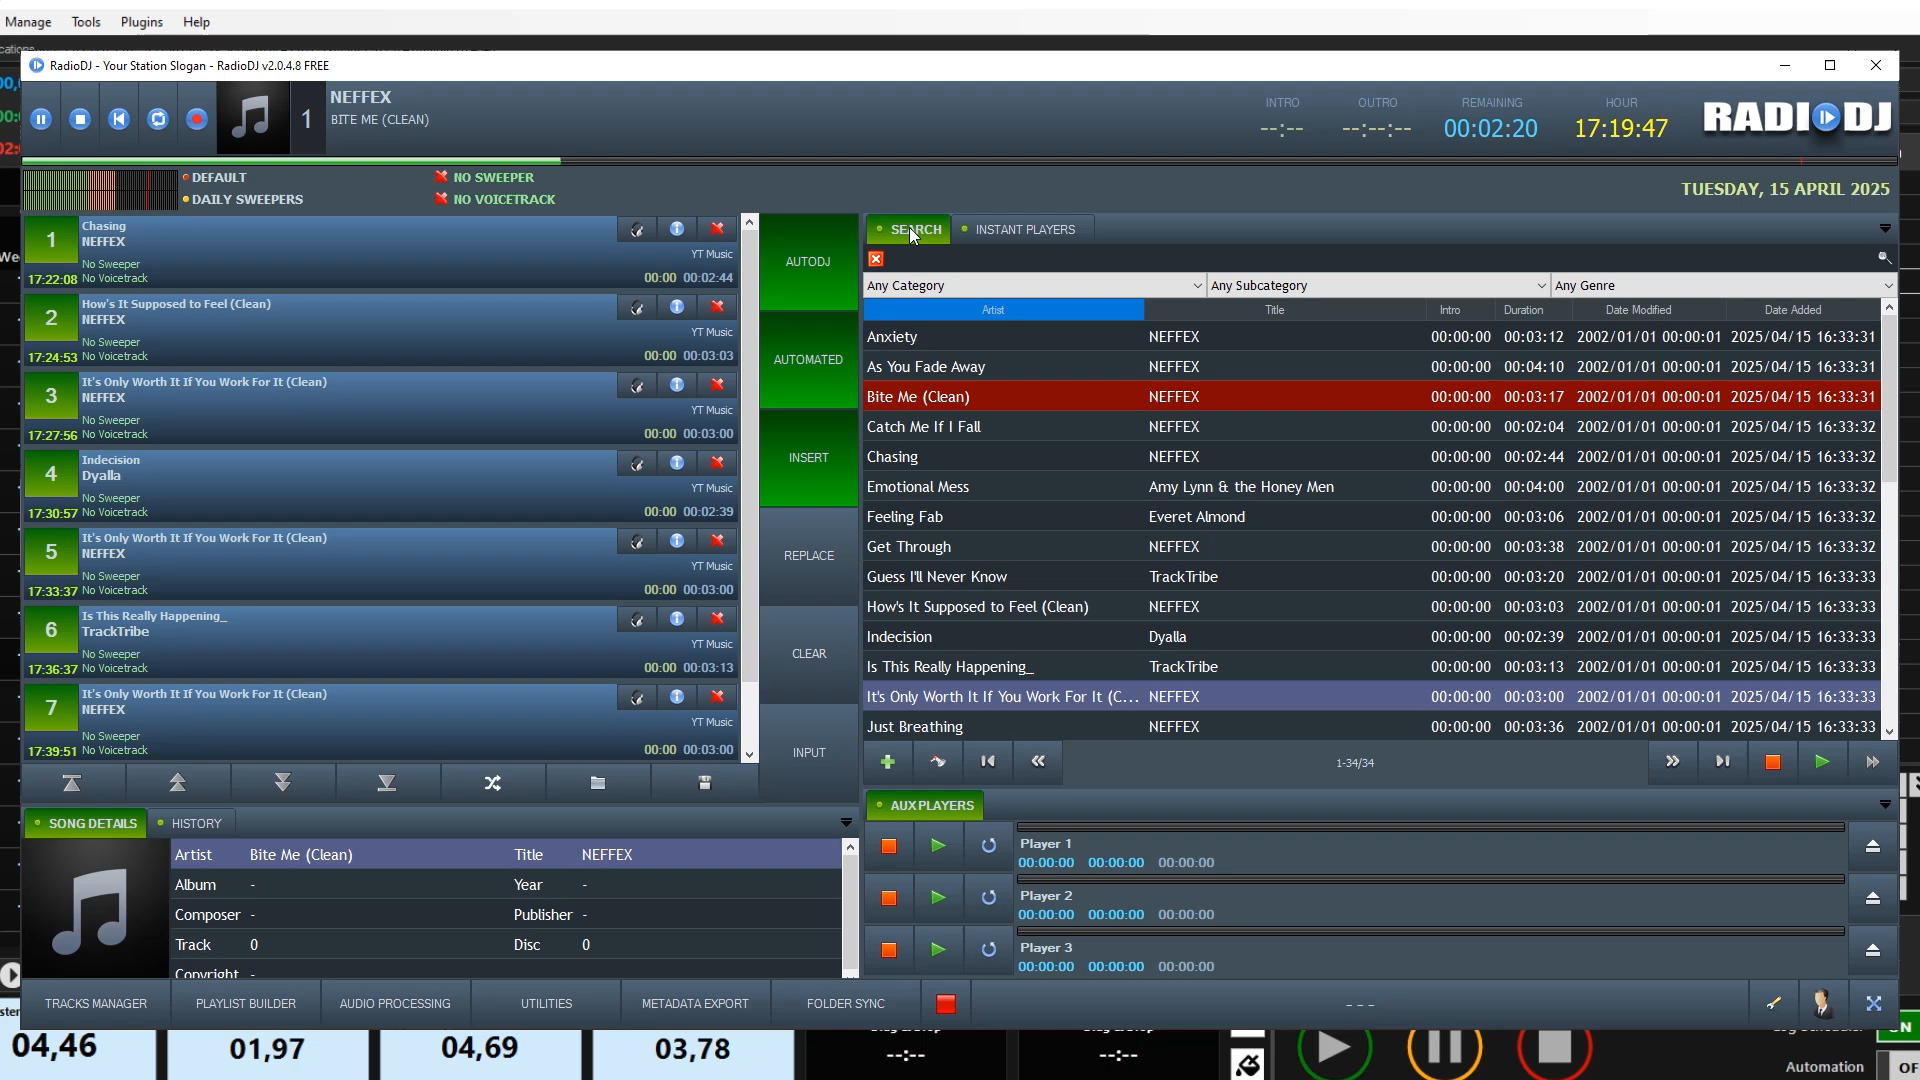 Manage Tools Plugins Help
RadioDJ - Your Station Slogan - RadioDJ v2.0.4.8 FREE
1 NEFFEX
BITE ME (CLEAN)
INTRO OUTRO REMAINING HOUR
--:-- --:--:-- 00:02:20 17:19:47
RADIODJ
DEFAULT NO SWEEPER
DAILY SWEEPERS NO VOICETRACK
TUESDAY, 15 APRIL 2025
1 Chasing
NEFFEX
YT Music
No Sweeper
17:22:08 No Voicetrack 00:00 00:02:44
2 How's It Supposed to Feel (Clean)
NEFFEX
YT Music
No Sweeper
17:24:53 No Voicetrack 00:00 00:03:03
3 It's Only Worth It If You Work For It (Clean)
NEFFEX
YT Music
No Sweeper
17:27:56 No Voicetrack 00:00 00:03:00
4 Indecision
Dyalla
YT Music
No Sweeper
17:30:57 No Voicetrack 00:00 00:02:39
5 It's Only Worth It If You Work For It (Clean)
NEFFEX
YT Music
No Sweeper
17:33:37 No Voicetrack 00:00 00:03:00
6 Is This Really Happening_
TrackTribe
YT Music
No Sweeper
17:36:37 No Voicetrack 00:00 00:03:13
7 It's Only Worth It If You Work For It (Clean)
NEFFEX
YT Music
No Sweeper
17:39:51 No Voicetrack 00:00 00:03:00
AUTODJ
AUTOMATED
INSERT
REPLACE
CLEAR
INPUT
SEARCH INSTANT PLAYERS
Any Category Any Subcategory Any Genre
Artist Title Intro Duration Date Modified Date Added
Anxiety NEFFEX 00:00:00 00:03:12 2002/01/01 00:00:01 2025/04/15 16:33:31
As You Fade Away NEFFEX 00:00:00 00:04:10 2002/01/01 00:00:01 2025/04/15 16:33:31
Bite Me (Clean) NEFFEX 00:00:00 00:03:17 2002/01/01 00:00:01 2025/04/15 16:33:31
Catch Me If I Fall NEFFEX 00:00:00 00:02:04 2002/01/01 00:00:01 2025/04/15 16:33:32
Chasing NEFFEX 00:00:00 00:02:44 2002/01/01 00:00:01 2025/04/15 16:33:32
Emotional Mess Amy Lynn & the Honey Men 00:00:00 00:04:00 2002/01/01 00:00:01 2025/04/15 16:33:32
Feeling Fab Everet Almond 00:00:00 00:03:06 2002/01/01 00:00:01 2025/04/15 16:33:32
Get Through NEFFEX 00:00:00 00:03:38 2002/01/01 00:00:01 2025/04/15 16:33:32
Guess I'll Never Know TrackTribe 00:00:00 00:03:20 2002/01/01 00:00:01 2025/04/15 16:33:33
How's It Supposed to Feel (Clean) NEFFEX 00:00:00 00:03:03 2002/01/01 00:00:01 2025/04/15 16:33:33
Indecision Dyalla 00:00:00 00:02:39 2002/01/01 00:00:01 2025/04/15 16:33:33
Is This Really Happening_ TrackTribe 00:00:00 00:03:13 2002/01/01 00:00:01 2025/04/15 16:33:33
It's Only Worth It If You Work For It (C... NEFFEX 00:00:00 00:03:00 2002/01/01 00:00:01 2025/04/15 16:33:33
Just Breathing NEFFEX 00:00:00 00:03:36 2002/01/01 00:00:01 2025/04/15 16:33:33
1-34/34
SONG DETAILS HISTORY
Artist Bite Me (Clean) Title NEFFEX
Album - Year -
Composer - Publisher -
Track 0 Disc 0
Copyright -
AUX PLAYERS
Player 1
00:00:00 00:00:00 00:00:00
Player 2
00:00:00 00:00:00 00:00:00
Player 3
00:00:00 00:00:00 00:00:00
TRACKS MANAGER PLAYLIST BUILDER AUDIO PROCESSING UTILITIES METADATA EXPORT FOLDER SYNC - - -
04,46 01,97 04,69 03,78 --:-- --:--
ON
Automation OF